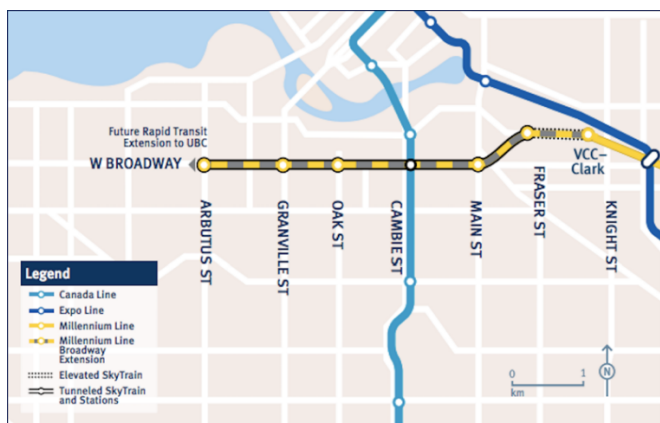 Future Rapid Transit
Extension to UBC
W BROADWAY
VCC–
Clark
ARBUTUS ST
GRANVILLE ST
OAK ST
CAMBIE ST
MAIN ST
FRASER ST
KNIGHT ST
Legend
Canada Line
Expo Line
Millennium Line
Millennium Line
Broadway
Extension
Elevated SkyTrain
Tunneled SkyTrain
and Stations
0 1
km
N